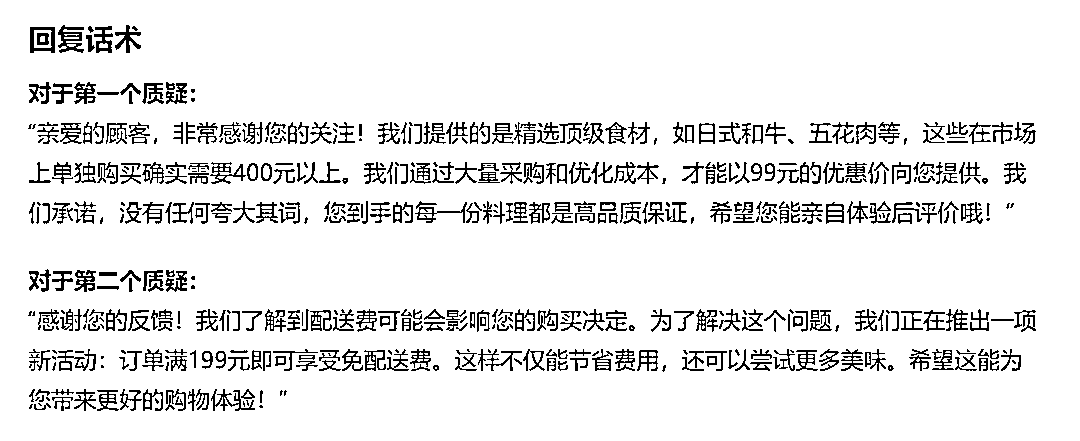 回复话术
对于第一个质疑：
“亲爱的顾客，非常感谢您的关注！我们提供的是精选顶级食材，如日式和牛、五花肉等，这些在市场
上单独购买确实需要400元以上。我们通过大量采购和优化成本，才能以99元的优惠价向您提供。我
们承诺，没有任何夸大其词，您到手的每一份料理都是高品质保证，希望您能亲自体验后评价哦！”
对于第二个质疑：
“感谢您的反馈！我们了解到配送费可能会影响您的购买决定。为了解决这个问题，我们正在推出一项
新活动：订单满199元即可享受免配送费。这样不仅能节省费用，还可以尝试更多美味。希望这能为
您带来更好的购物体验！”